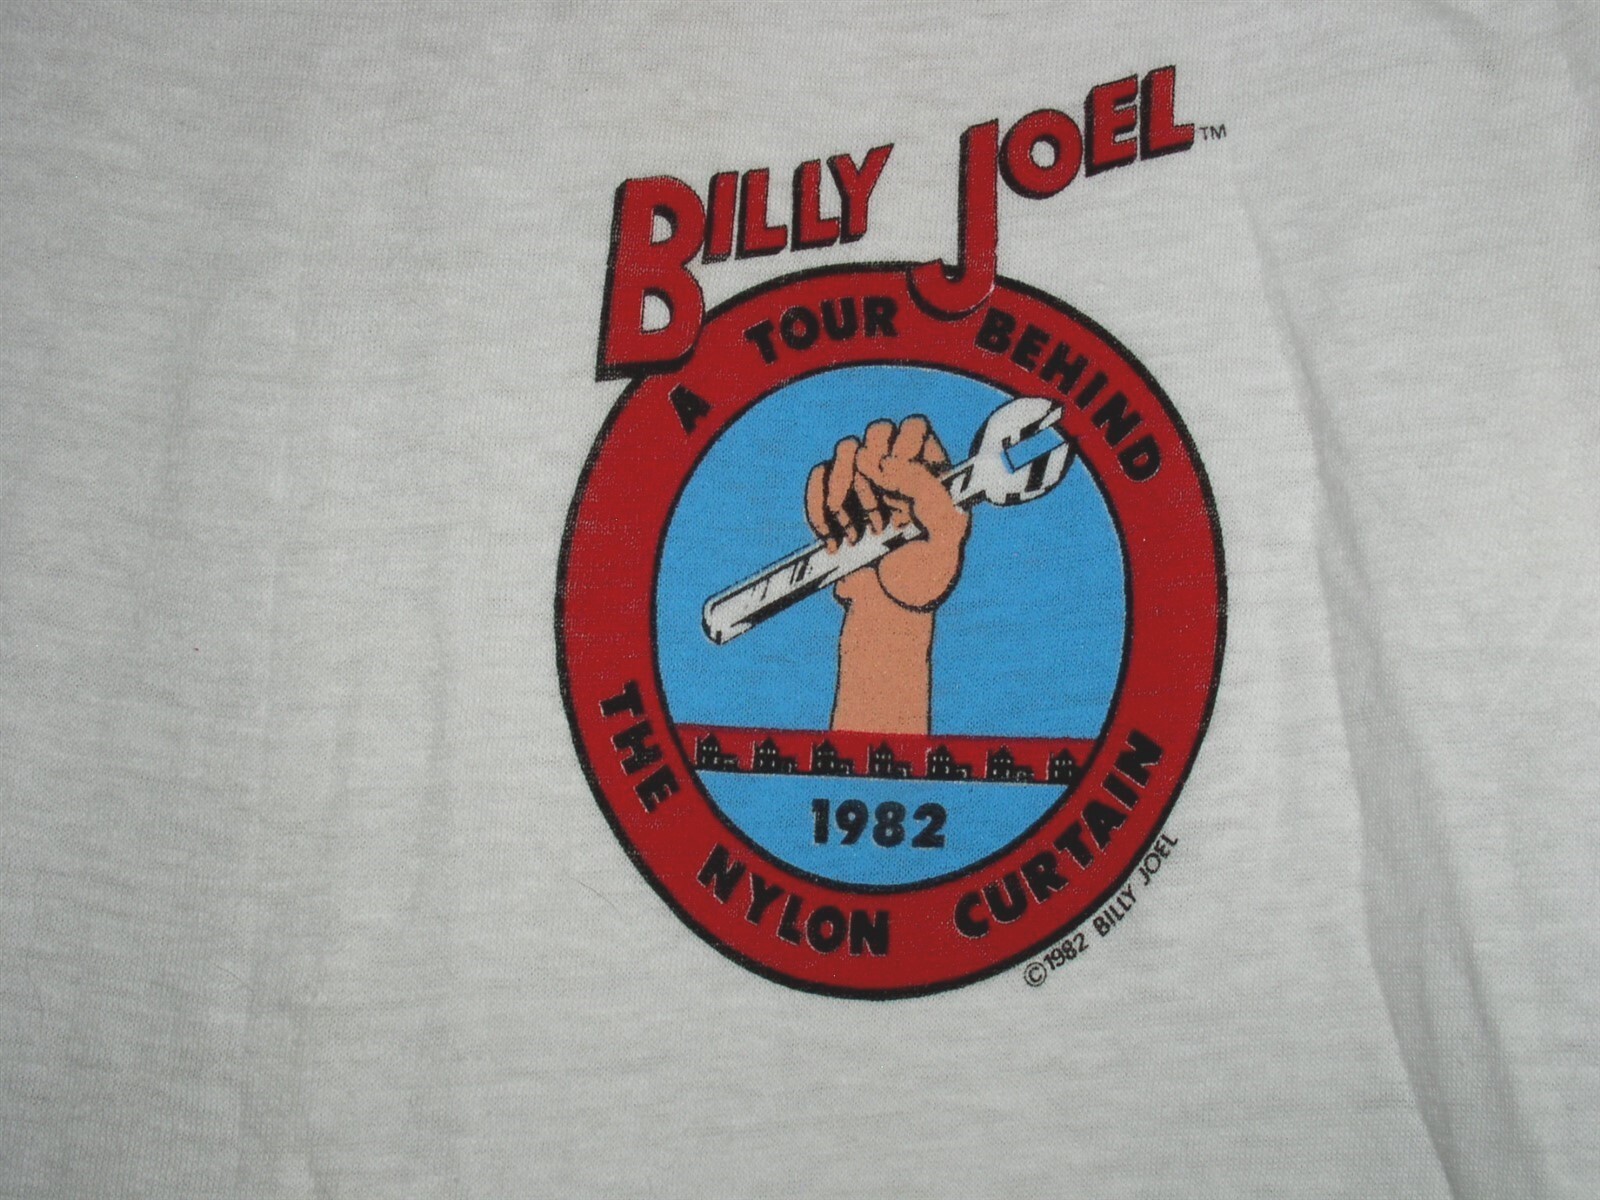 BILLY JOEL™
A TOUR BEHIND
THE NYLON CURTAIN
1982
©1982 BILLY JOEL